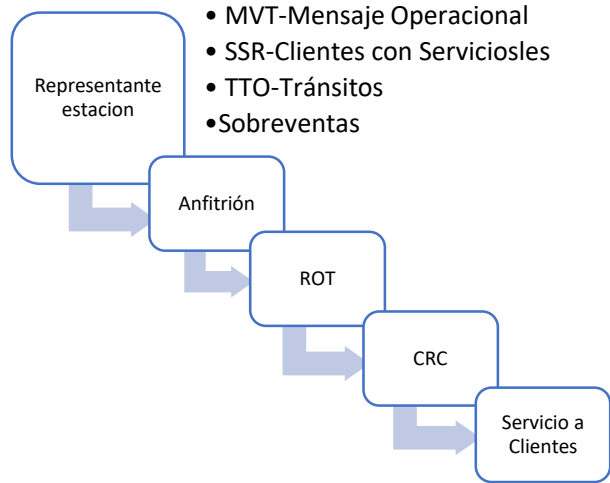 • MVT-Mensaje Operacional
• SSR-Clientes con Serviciosles
• TTO-Tránsitos
•Sobreventas
Representante
estacion
Anfitrión
ROT
CRC
Servicio a
Clientes